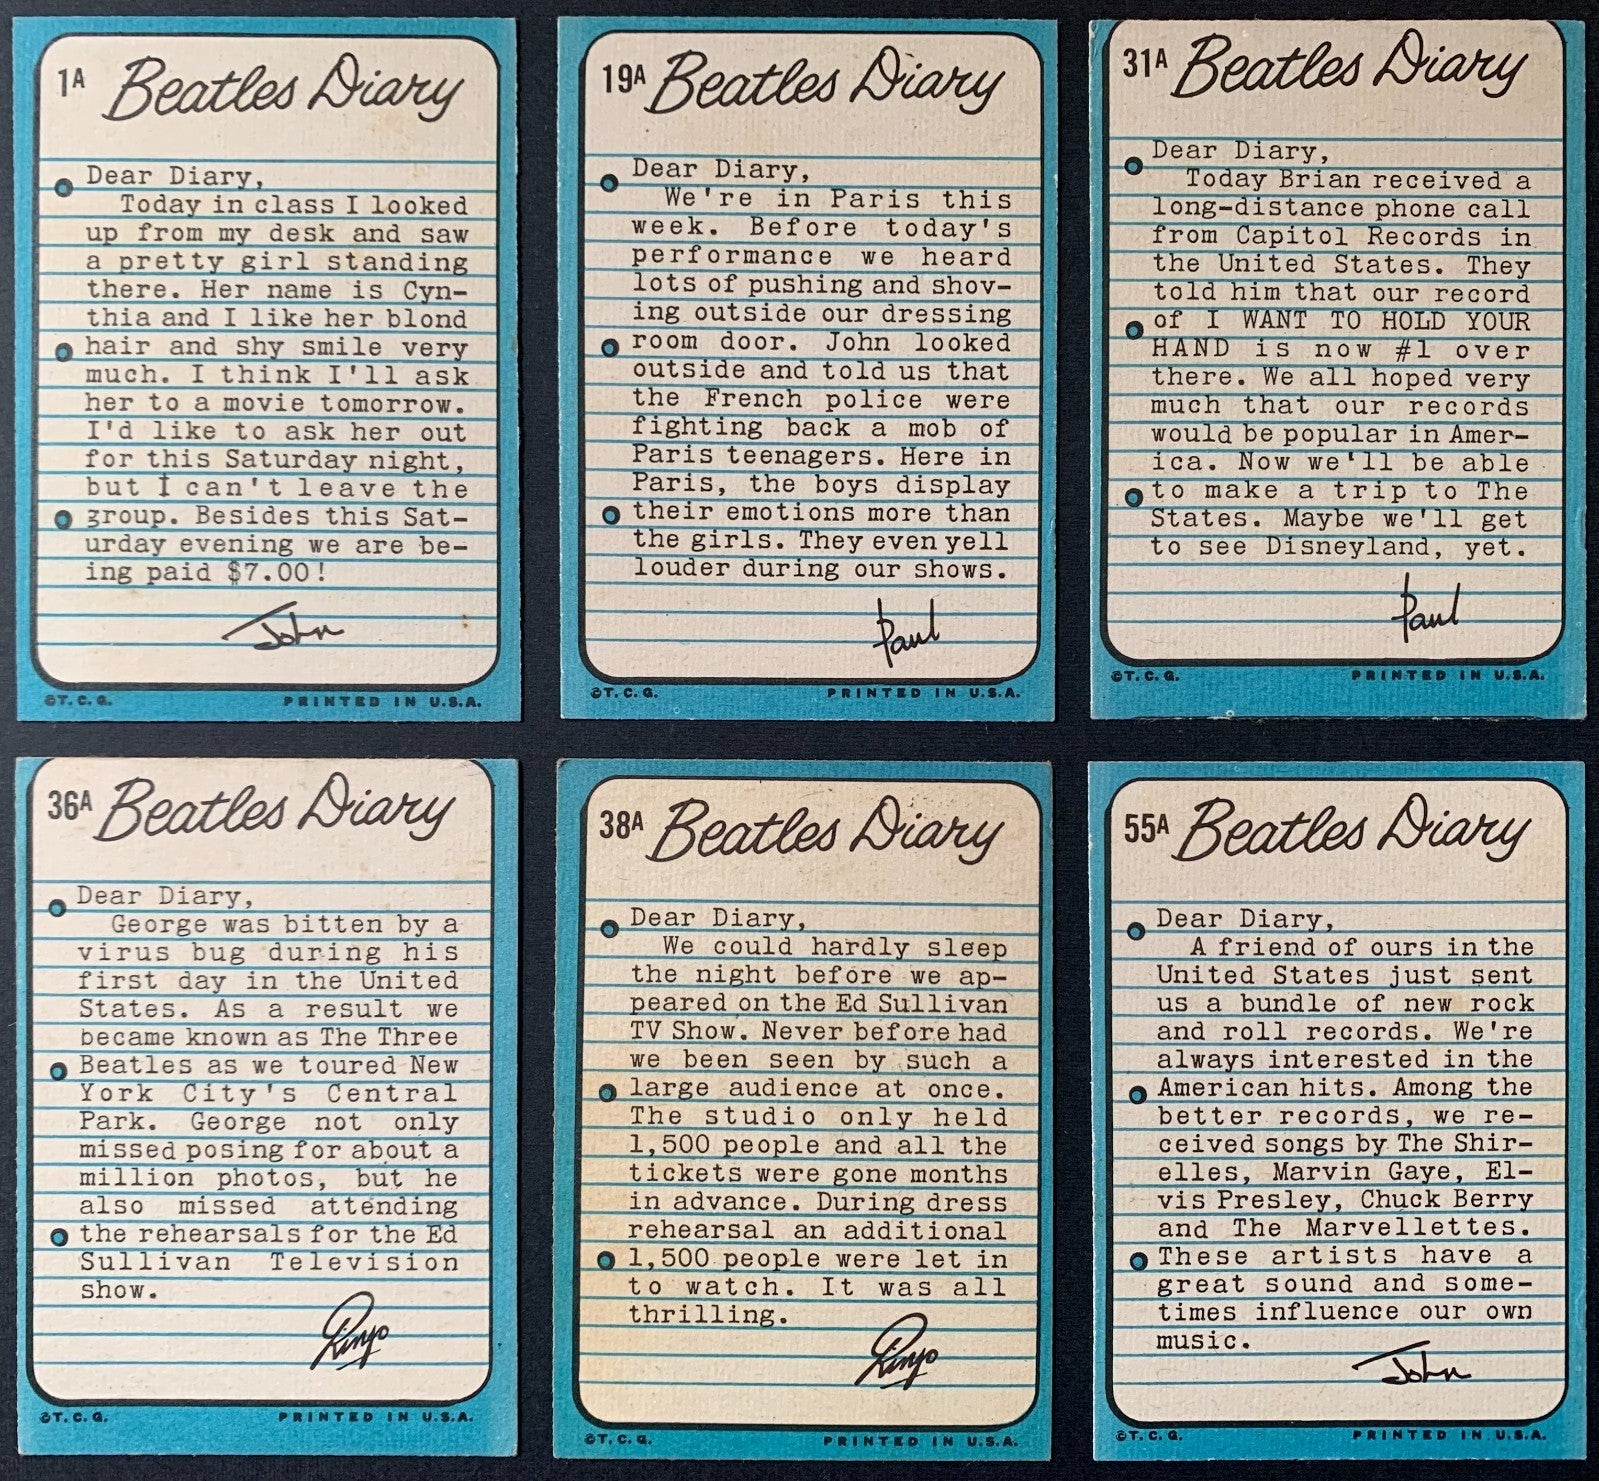 1A Beatles Diary
Dear Diary,
Today in class I looked
up from my desk and saw
a pretty girl standing
there. Her name is Cyn-
thia and I like her blond
hair and shy smile very
much. I think I'll ask
her to a movie tomorrow.
I'd like to ask her out
for this Saturday night,
but I can't leave the
group. Besides this Sat-
urday evening we are be-
ing paid $7.00!
John
©T.C.G. PRINTED IN U.S.A.
19A Beatles Diary
Dear Diary,
We're in Paris this
week. Before today's
performance we heard
lots of pushing and shov-
ing outside our dressing
room door. John looked
outside and told us that
the French police were
fighting back a mob of
Paris teenagers. Here in
Paris, the boys display
their emotions more than
the girls. They even yell
louder during our shows.
Paul
©T.C.G. PRINTED IN U.S.A.
31A Beatles Diary
Dear Diary,
Today Brian received a
long-distance phone call
from Capitol Records in
the United States. They
told him that our record
of I WANT TO HOLD YOUR
HAND is now #1 over
there. We all hoped very
much that our records
would be popular in Amer-
ica. Now we'll be able
to make a trip to The
States. Maybe we'll get
to see Disneyland, yet.
Paul
©T.C.G. PRINTED IN U.S.A.
36A Beatles Diary
Dear Diary,
George was bitten by a
virus bug during his
first day in the United
States. As a result we
became known as The Three
Beatles as we toured New
York City's Central
Park. George not only
missed posing for about a
million photos, but he
also missed attending
the rehearsals for the Ed
Sullivan Television
show.
Ringo
©T.C.G. PRINTED IN U.S.A.
38A Beatles Diary
Dear Diary,
We could hardly sleep
the night before we ap-
peared on the Ed Sullivan
TV Show. Never before had
we been seen by such a
large audience at once.
The studio only held
1,500 people and all the
tickets were gone months
in advance. During dress
rehearsal an additional
1,500 people were let in
to watch. It was all
thrilling.
Ringo
©T.C.G. PRINTED IN U.S.A.
55A Beatles Diary
Dear Diary,
A friend of ours in the
United States just sent
us a bundle of new rock
and roll records. We're
always interested in the
American hits. Among the
better records, we re-
ceived songs by The Shir-
elles, Marvin Gaye, El-
vis Presley, Chuck Berry
and The Marvellettes.
These artists have a
great sound and some-
times influence our own
music.
John
©T.C.G. PRINTED IN U.S.A.